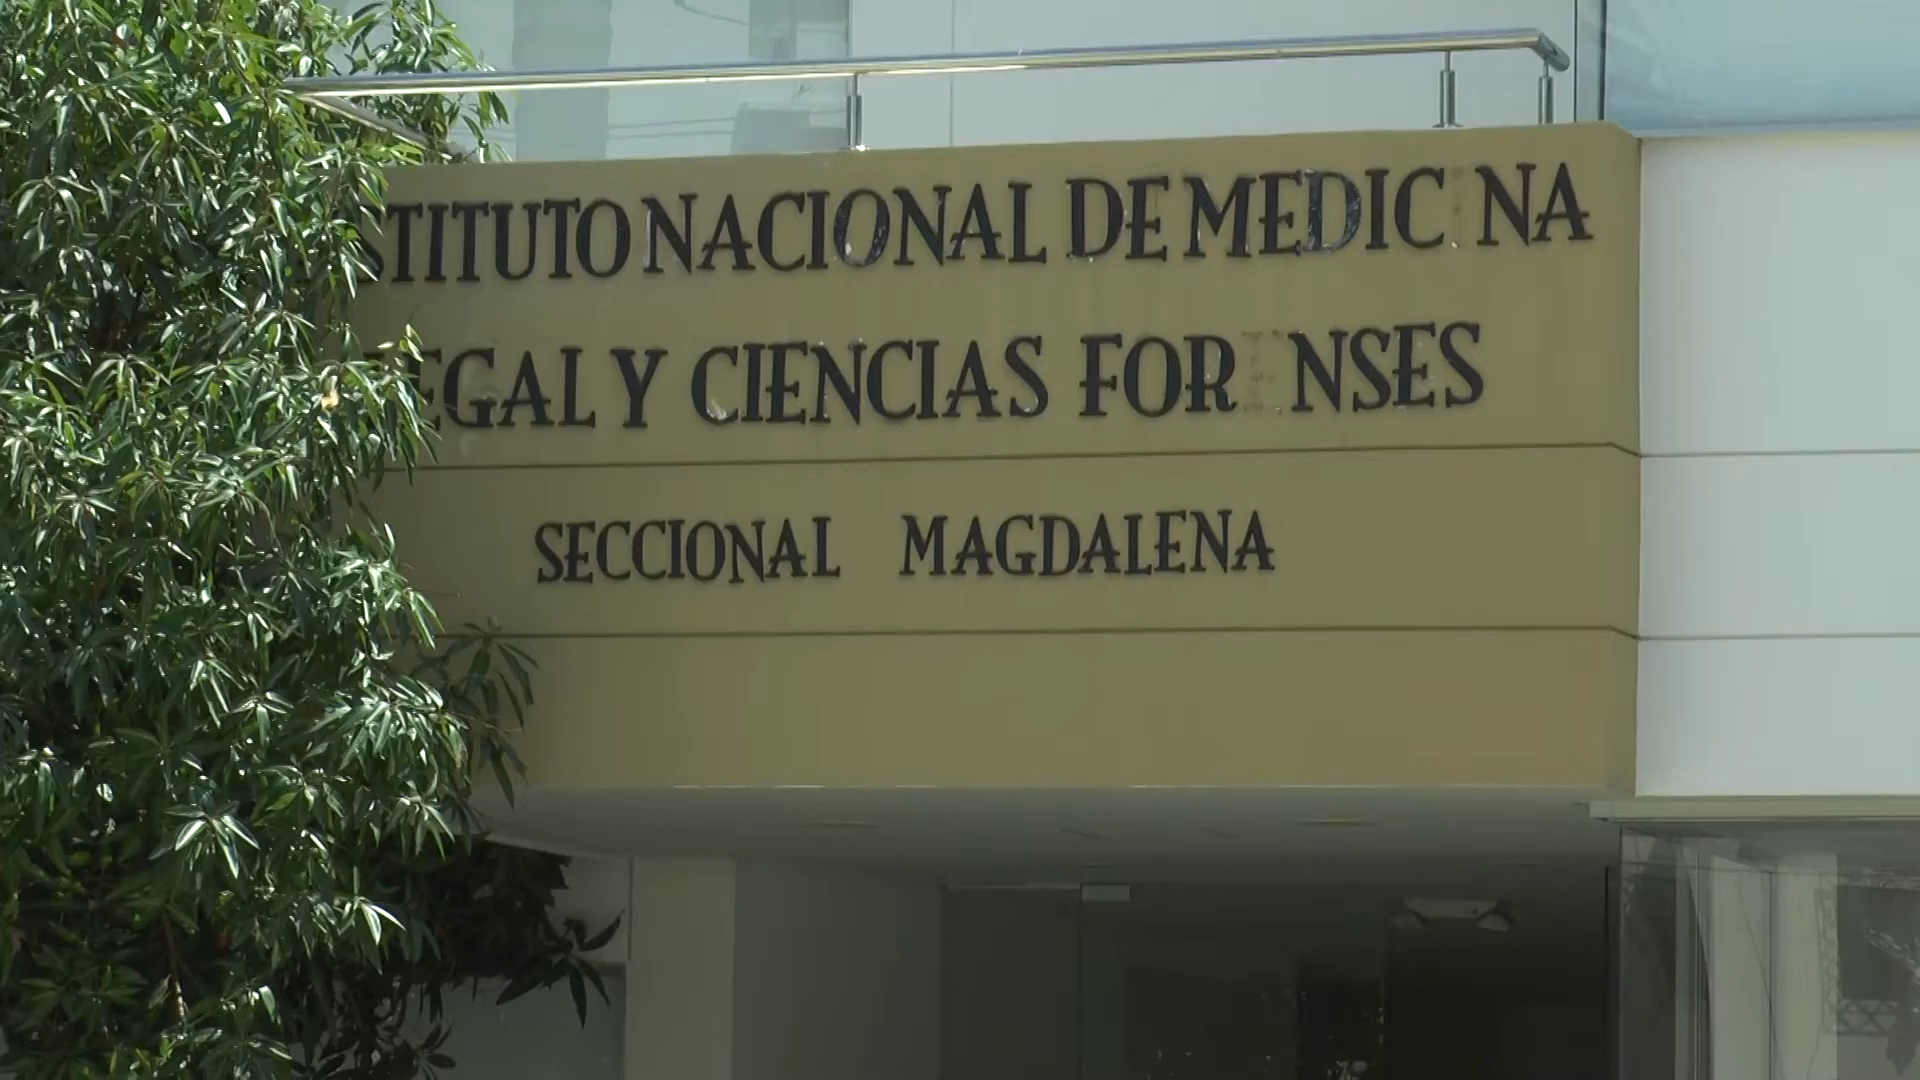 STITUTO NACIONAL DE MEDIC NA
EGAL Y CIENCIAS FOR NSES
SECCIONAL MAGDALENA